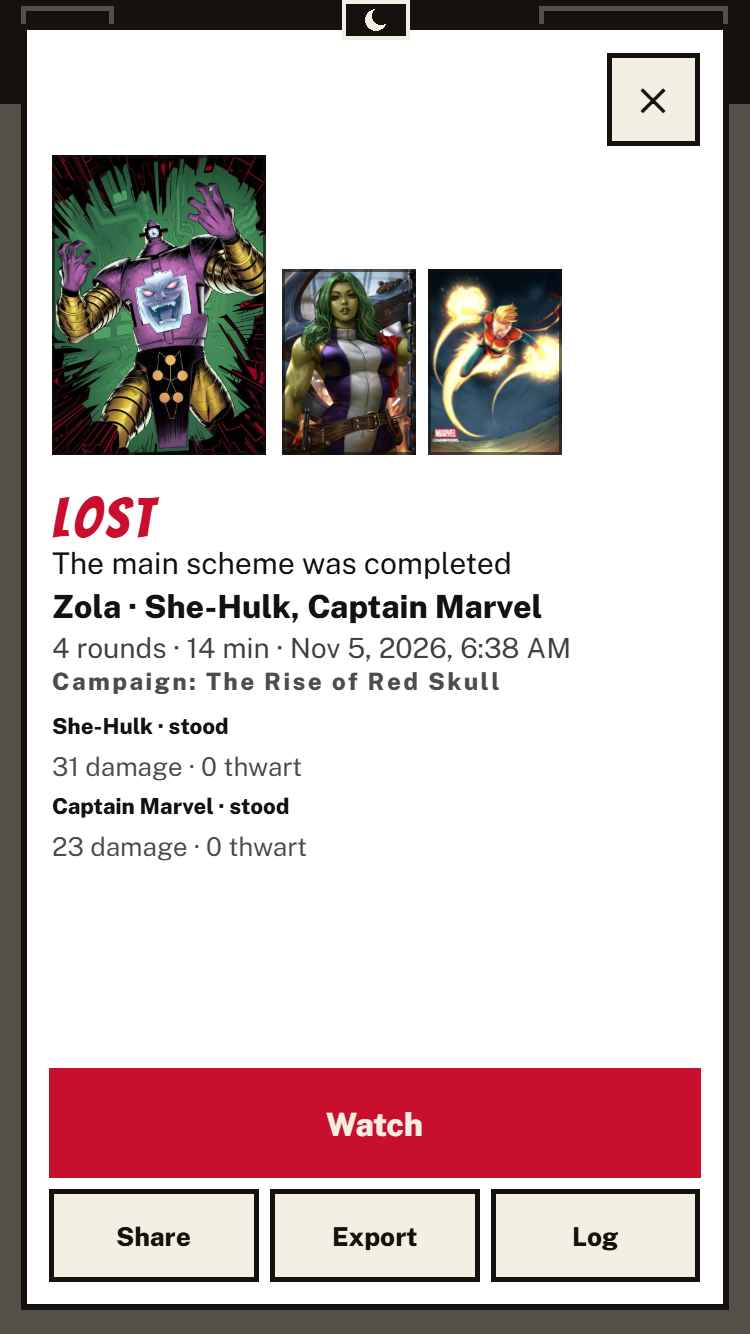 LOST
The main scheme was completed
Zola · She-Hulk, Captain Marvel
4 rounds · 14 min · Nov 5, 2026, 6:38 AM
Campaign: The Rise of Red Skull
She-Hulk · stood
31 damage · 0 thwart
Captain Marvel · stood
23 damage · 0 thwart
Watch
Share
Export
Log